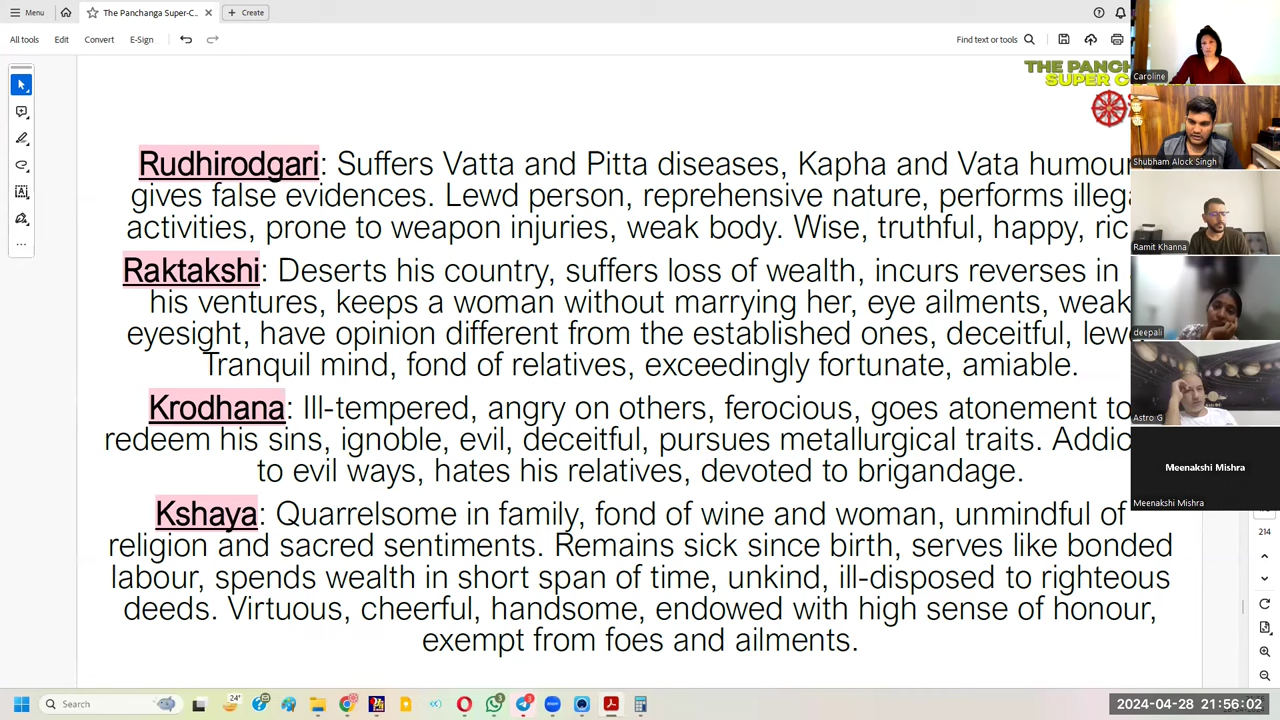 Menu
The Panchanga Super-C...
Create
All tools
Edit
Convert
E-Sign
Find text or tools
THE PANCH
SUPER C
Rudhirodgari: Suffers Vatta and Pitta diseases, Kapha and Vata humour
gives false evidences. Lewd person, reprehensive nature, performs illega
activities, prone to weapon injuries, weak body. Wise, truthful, happy, ric
Raktakshi: Deserts his country, suffers loss of wealth, incurs reverses in
his ventures, keeps a woman without marrying her, eye ailments, weak
eyesight, have opinion different from the established ones, deceitful, lew
Tranquil mind, fond of relatives, exceedingly fortunate, amiable.
Krodhana: Ill-tempered, angry on others, ferocious, goes atonement to
redeem his sins, ignoble, evil, deceitful, pursues metallurgical traits. Addic
to evil ways, hates his relatives, devoted to brigandage.
Kshaya: Quarrelsome in family, fond of wine and woman, unmindful of
religion and sacred sentiments. Remains sick since birth, serves like bonded
labour, spends wealth in short span of time, unkind, ill-disposed to righteous
deeds. Virtuous, cheerful, handsome, endowed with high sense of honour,
exempt from foes and ailments.
Caroline
Shubham Alock Singh
Ramit Khanna
deepali
Astro G
Meenakshi Mishra
Meenakshi Mishra
214
Search
24°
2024-04-28 21:56:02